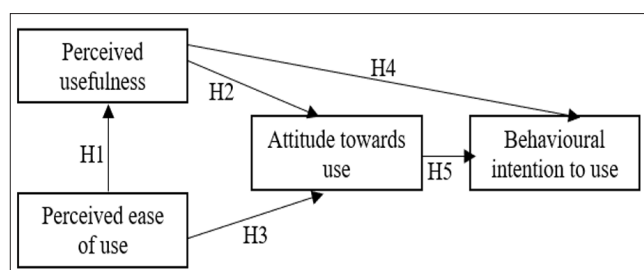 Perceived
usefulness
H4
H2
Attitude towards
use
Behavioural
intention to use
H1
H5
Perceived ease
of use
H3